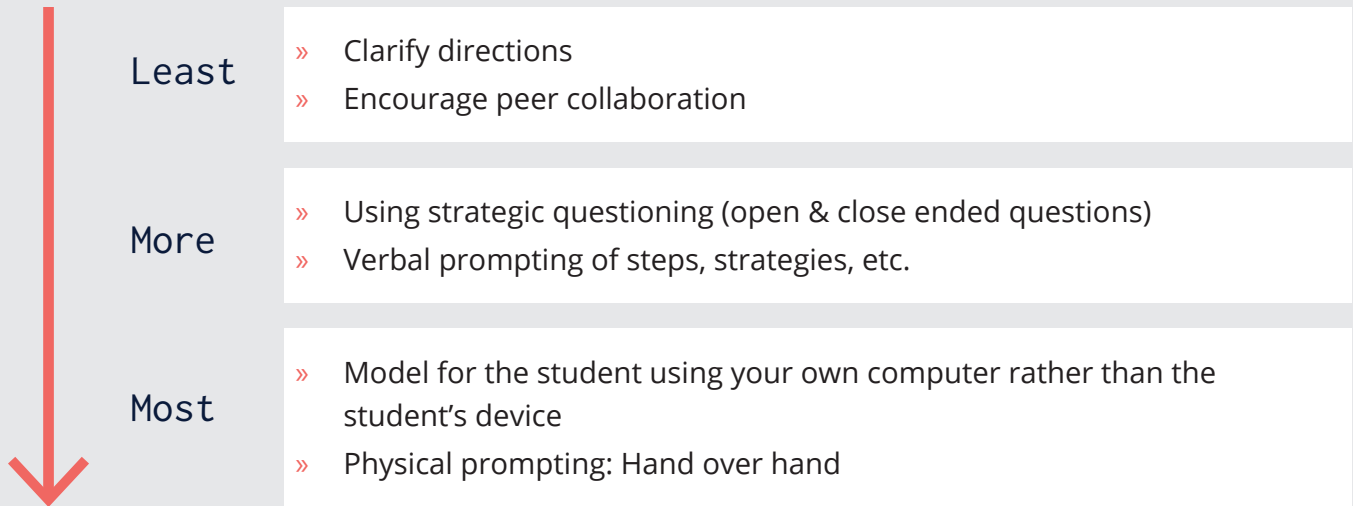 Least
» Clarify directions
» Encourage peer collaboration
More
» Using strategic questioning (open & close ended questions)
» Verbal prompting of steps, strategies, etc.
Most
» Model for the student using your own computer rather than the
student’s device
» Physical prompting: Hand over hand